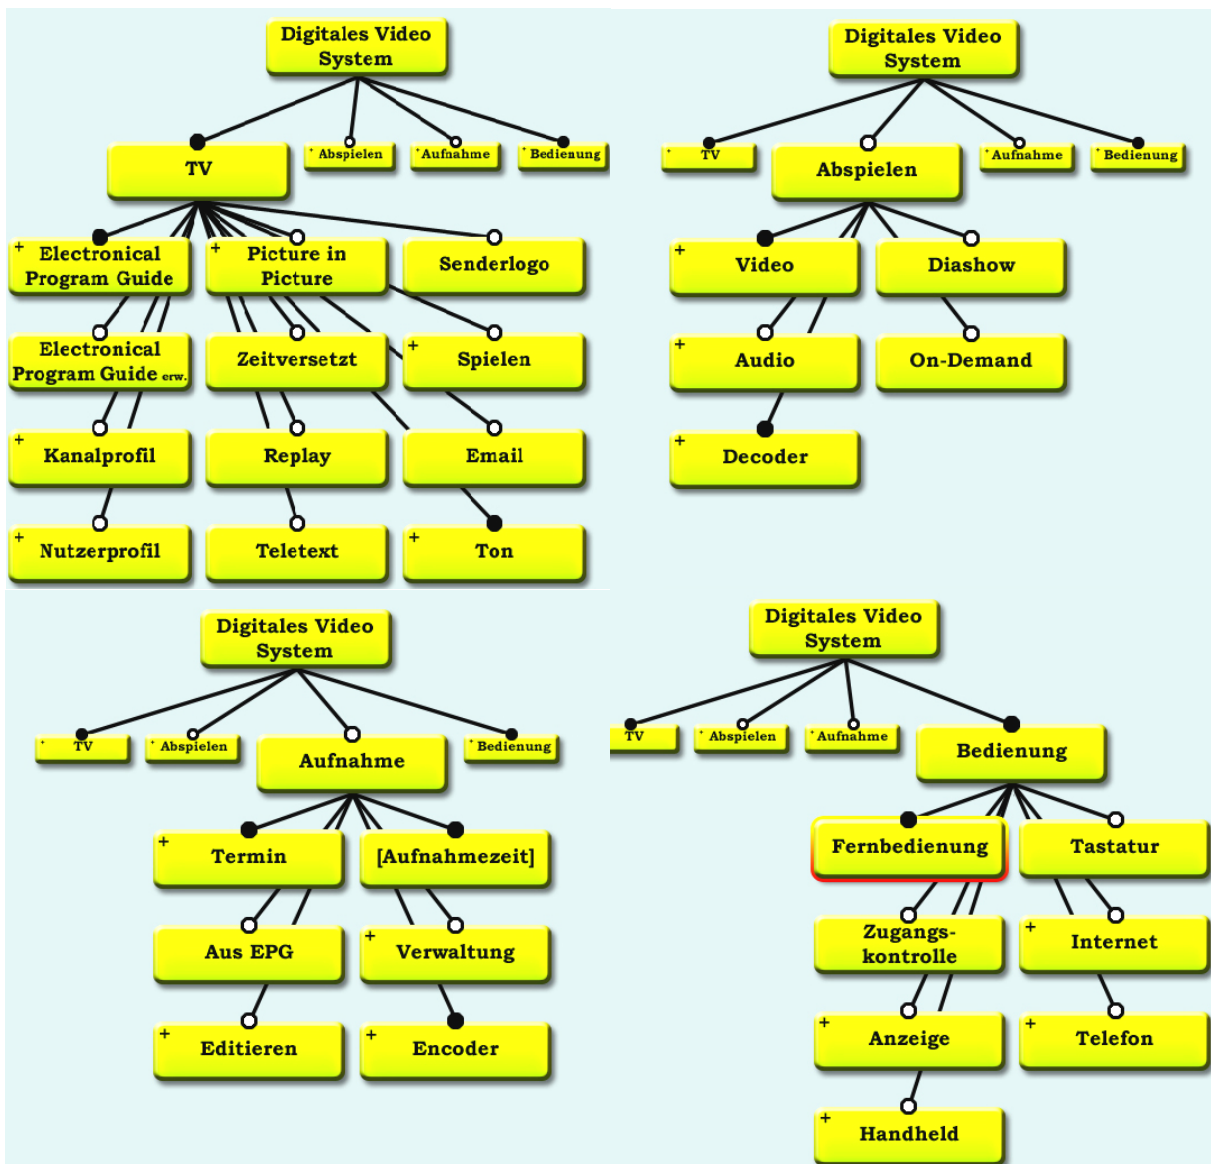 Digitales Video
System
TV
+ Abspielen
+ Aufnahme
+ Bedienung
+ Electronical
Program Guide
+ Picture in
Picture
Senderlogo
Electronical
Program Guide erw.
Zeitversetzt
+ Spielen
+ Kanalprofil
Replay
Email
+ Nutzerprofil
Teletext
+ Ton
Digitales Video
System
+ TV
Abspielen
+ Aufnahme
+ Bedienung
+ Video
Diashow
+ Audio
On-Demand
+ Decoder
Digitales Video
System
+ TV
+ Abspielen
Aufnahme
+ Bedienung
+ Termin
[Aufnahmezeit]
Aus EPG
+ Verwaltung
+ Editieren
+ Encoder
Digitales Video
System
+ TV
+ Abspielen
+ Aufnahme
Bedienung
Fernbedienung
Tastatur
Zugangs-
kontrolle
+ Internet
+ Anzeige
+ Telefon
+ Handheld